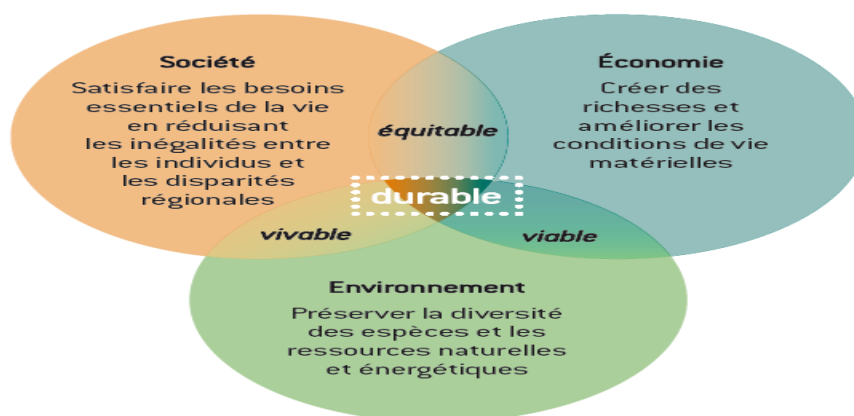 Société
Satisfaire les besoins
essentiels de la vie
en réduisant
les inégalités entre
les individus et
les disparités
régionales
équitable
Économie
Créer des
richesses et
améliorer les
conditions de vie
matérielles
durable
vivable
viable
Environnement
Préserver la diversité
des espèces et les
ressources naturelles
et énergétiques